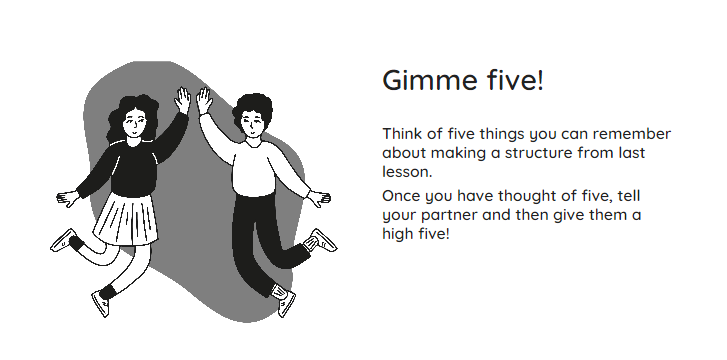 Gimme five!
Think of five things you can remember
about making a structure from last
lesson.
Once you have thought of five, tell
your partner and then give them a
high five!